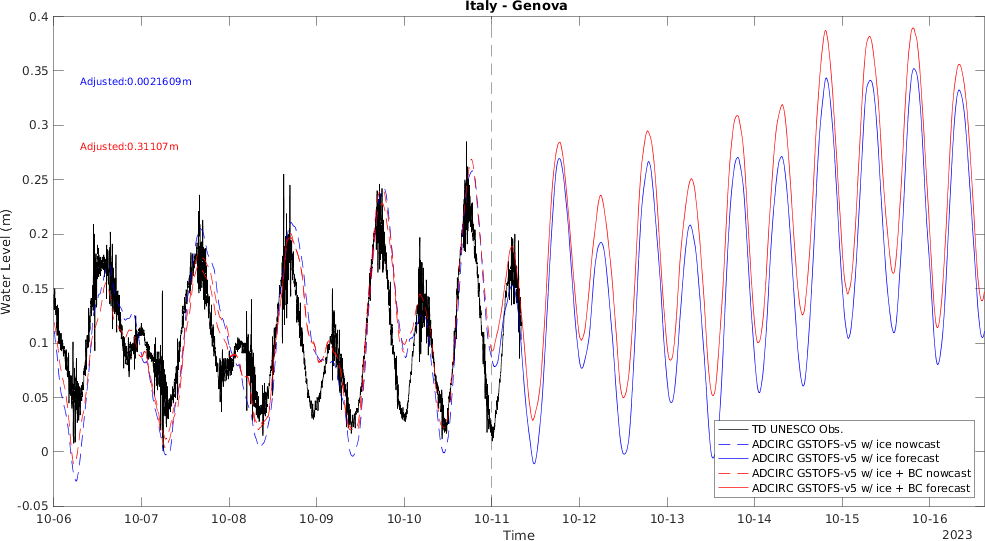 Italy - Genova
0.4
0.35
0.3
0.25
0.2
0.15
0.1
0.05
0
-0.05
Water Level (m)
Adjusted:0.0021609m
Adjusted:0.31107m
TD UNESCO Obs.
ADCIRC GSTOFS-v5 w/ ice nowcast
ADCIRC GSTOFS-v5 w/ ice forecast
ADCIRC GSTOFS-v5 w/ ice + BC nowcast
ADCIRC GSTOFS-v5 w/ ice + BC forecast
10-06 10-07 10-08 10-09 10-10 10-11 10-12 10-13 10-14 10-15 10-16
Time
2023